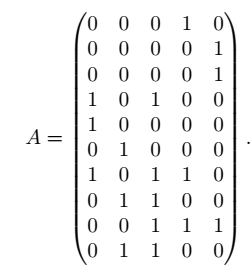 0 0 0 1 0
0 0 0 0 1
0 0 0 0 1
1 0 1 0 0
1 0 0 0 0
A = 0 1 0 0 0 .
1 0 1 1 0
0 1 1 0 0
0 0 1 1 1
0 1 1 0 0